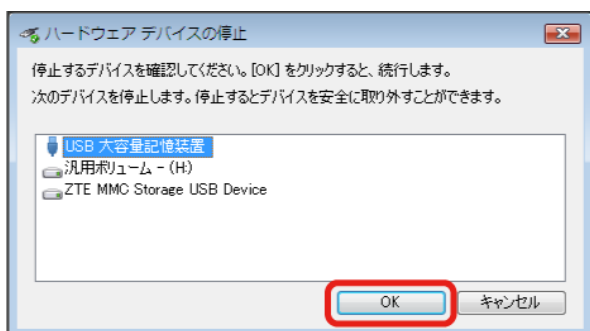 ハードウェア デバイスの停止
停止するデバイスを確認してください。[OK] をクリックすると、続行します。
次のデバイスを停止します。停止するとデバイスを安全に取り外すことができます。
USB 大容量記憶装置
汎用ボリューム - (H:)
ZTE MMC Storage USB Device
OK
キャンセル